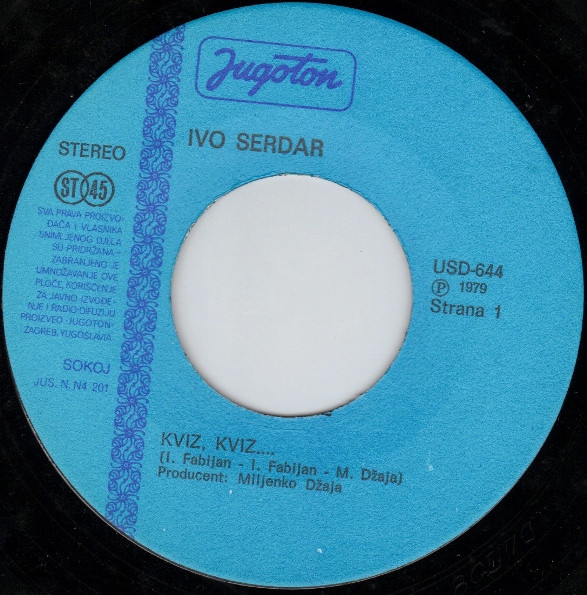 Jugoton
IVO SERDAR
STEREO
ST 45
SVA PRAVA PROIZVO-
ĐAČA I VLASNIKA
SNIMLJENOG DJELA
SU PRIDRŽANA—
ZABRANJENO JE
UMNOŽAVANJE OVE
PLOČE, KORIŠĆENJE
ZA JAVNO IZVOĐE-
NJE I RADIO-DIFUZIJU
PROIZVEO »JUGOTON«
ZAGREB, YUGOSLAVIA
SOKOJ
JUS. N. N4 201
USD-644
Ⓟ 1979
Strana 1
KVIZ, KVIZ....
(I. Fabijan - I. Fabijan - M. Džaja)
Producent: Miljenko Džaja